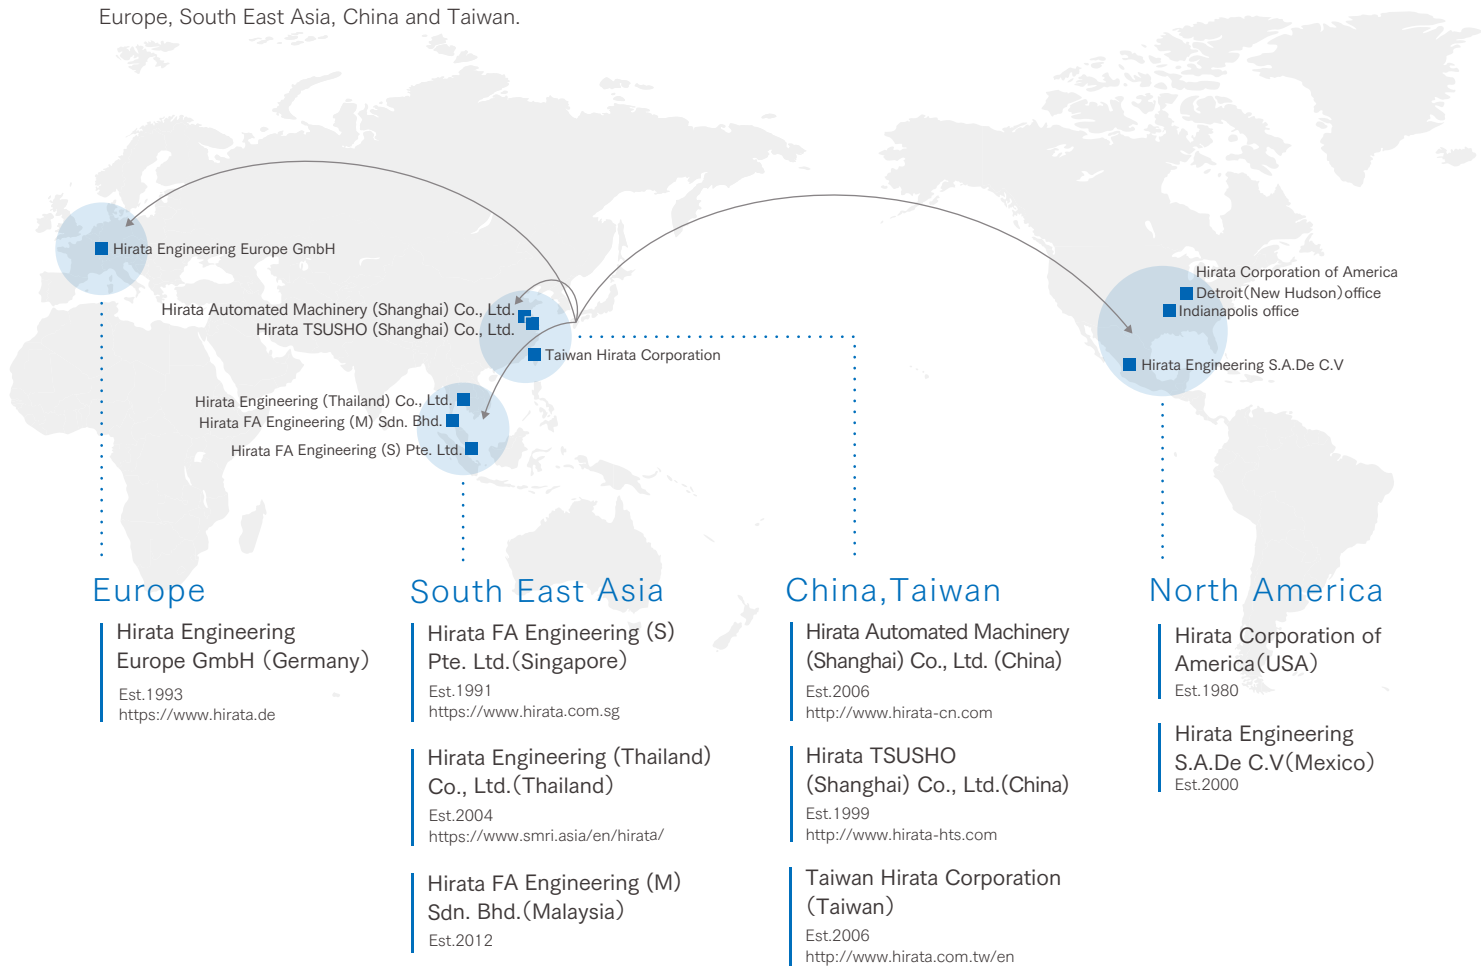 Europe, South East Asia, China and Taiwan.
Hirata Engineering Europe GmbH
Hirata Automated Machinery (Shanghai) Co., Ltd.
Hirata TSUSHO (Shanghai) Co., Ltd.
Taiwan Hirata Corporation
Hirata Engineering (Thailand) Co., Ltd.
Hirata FA Engineering (M) Sdn. Bhd.
Hirata FA Engineering (S) Pte. Ltd.
Hirata Corporation of America
Detroit(New Hudson)office
Indianapolis office
Hirata Engineering S.A.De C.V
Europe
Hirata Engineering
Europe GmbH (Germany)
Est.1993
https://www.hirata.de
South East Asia
Hirata FA Engineering (S)
Pte. Ltd.(Singapore)
Est.1991
https://www.hirata.com.sg
Hirata Engineering (Thailand)
Co., Ltd.(Thailand)
Est.2004
https://www.smri.asia/en/hirata/
Hirata FA Engineering (M)
Sdn. Bhd.(Malaysia)
Est.2012
China,Taiwan
Hirata Automated Machinery
(Shanghai) Co., Ltd. (China)
Est.2006
http://www.hirata-cn.com
Hirata TSUSHO
(Shanghai) Co., Ltd.(China)
Est.1999
http://www.hirata-hts.com
Taiwan Hirata Corporation
(Taiwan)
Est.2006
http://www.hirata.com.tw/en
North America
Hirata Corporation of
America(USA)
Est.1980
Hirata Engineering
S.A.De C.V(Mexico)
Est.2000